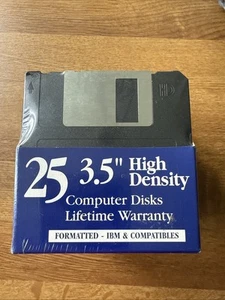 25 3.5" High
Density
Computer Disks
Lifetime Warranty
FORMATTED - IBM & COMPATIBLES